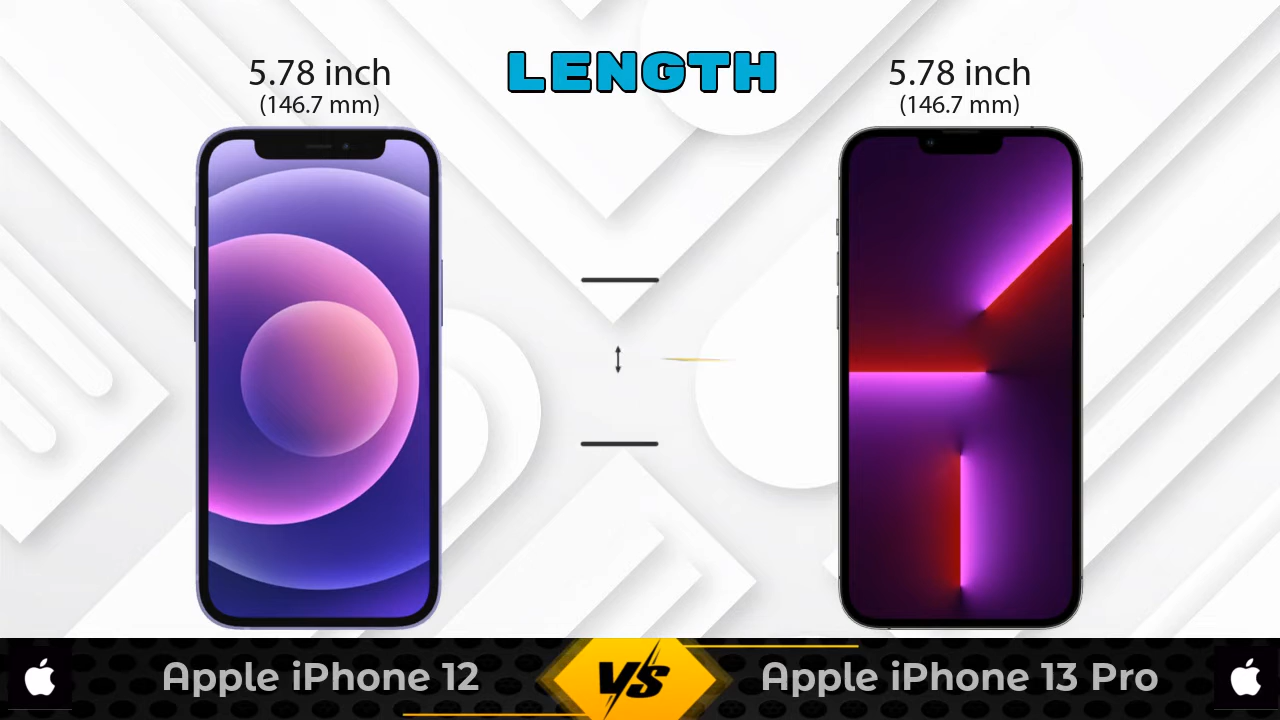 LENGTH
5.78 inch
(146.7 mm)
5.78 inch
(146.7 mm)
Apple iPhone 12
VS
Apple iPhone 13 Pro